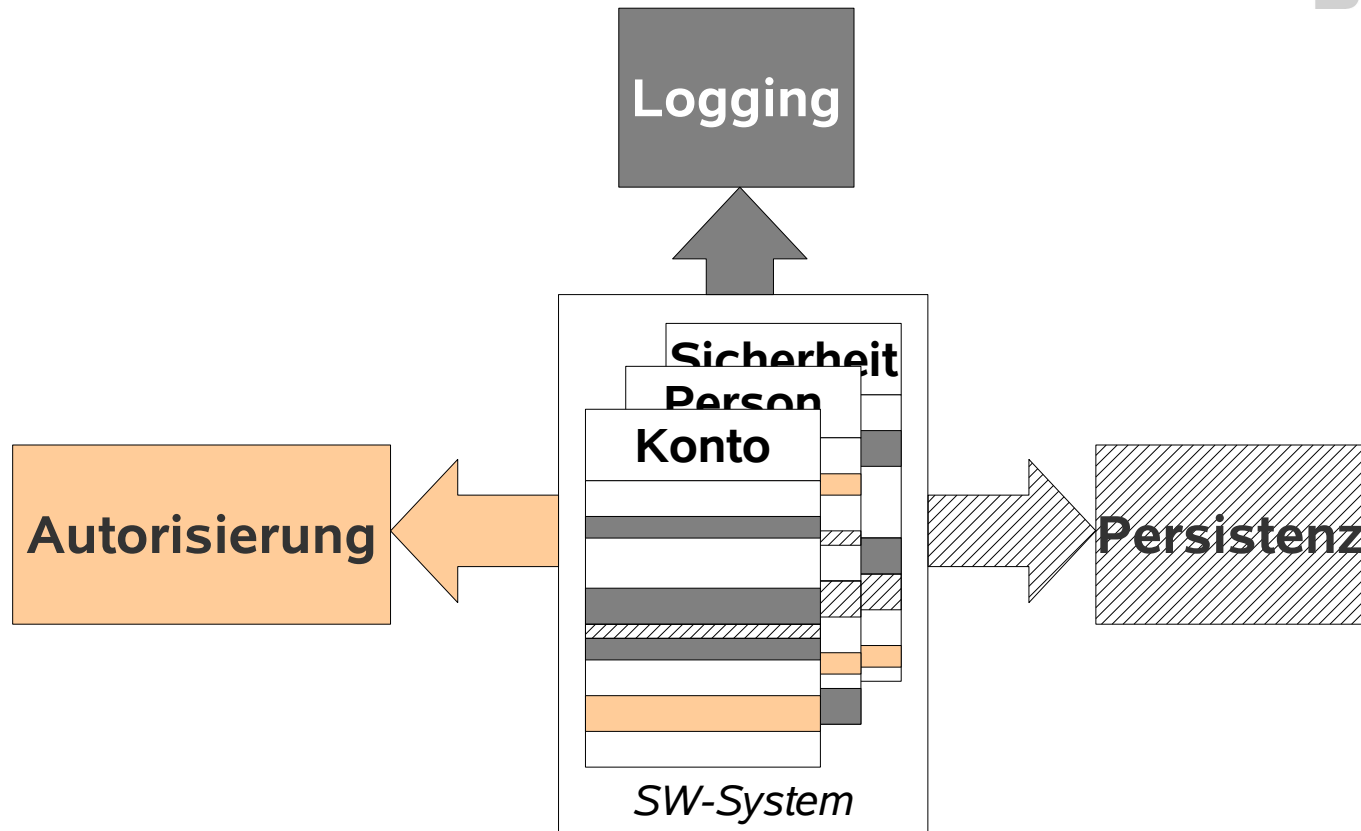 Logging
Sicherheit
Person
Konto
Autorisierung
Persistenz
SW-System